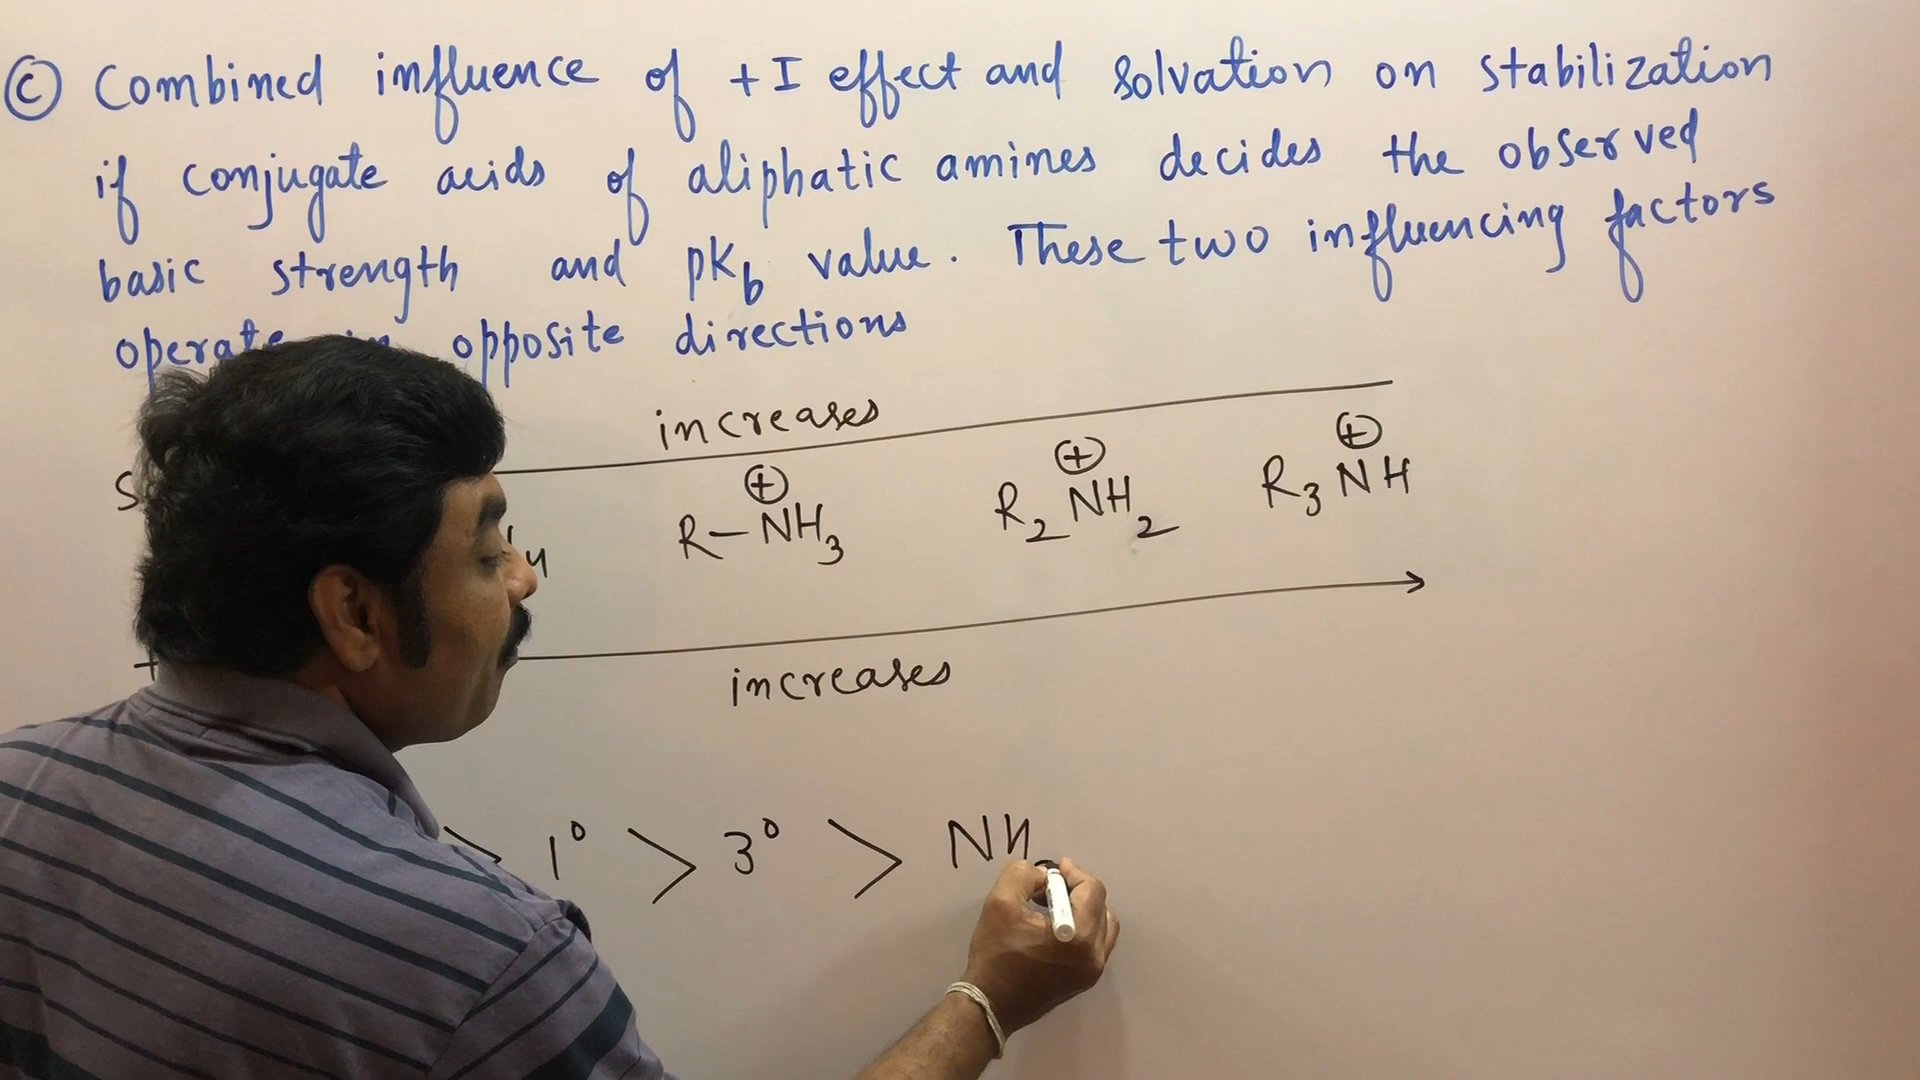 © Combined influence of +I effect and solvation on stabilization
if conjugate acids of aliphatic amines decides the observed
basic strength and pKb value. These two influencing factors
operate in opposite directions
increases
R–NH₃⊕ R₂NH₂⊕ R₃NH⊕
increases
> 1° > 3° > NH